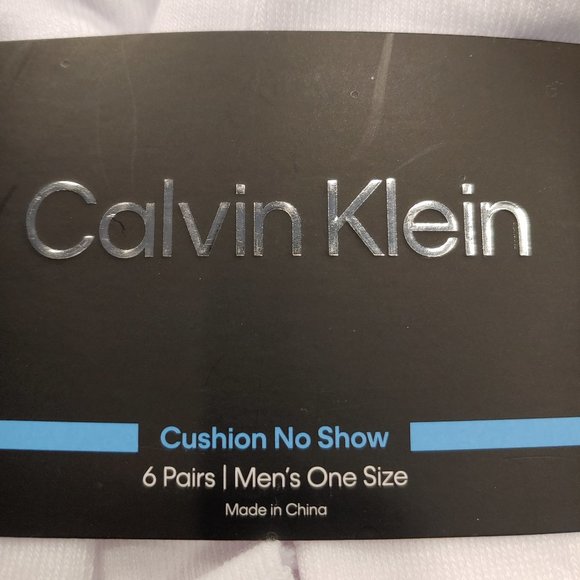 Calvin Klein
Cushion No Show
6 Pairs | Men's One Size
Made in China